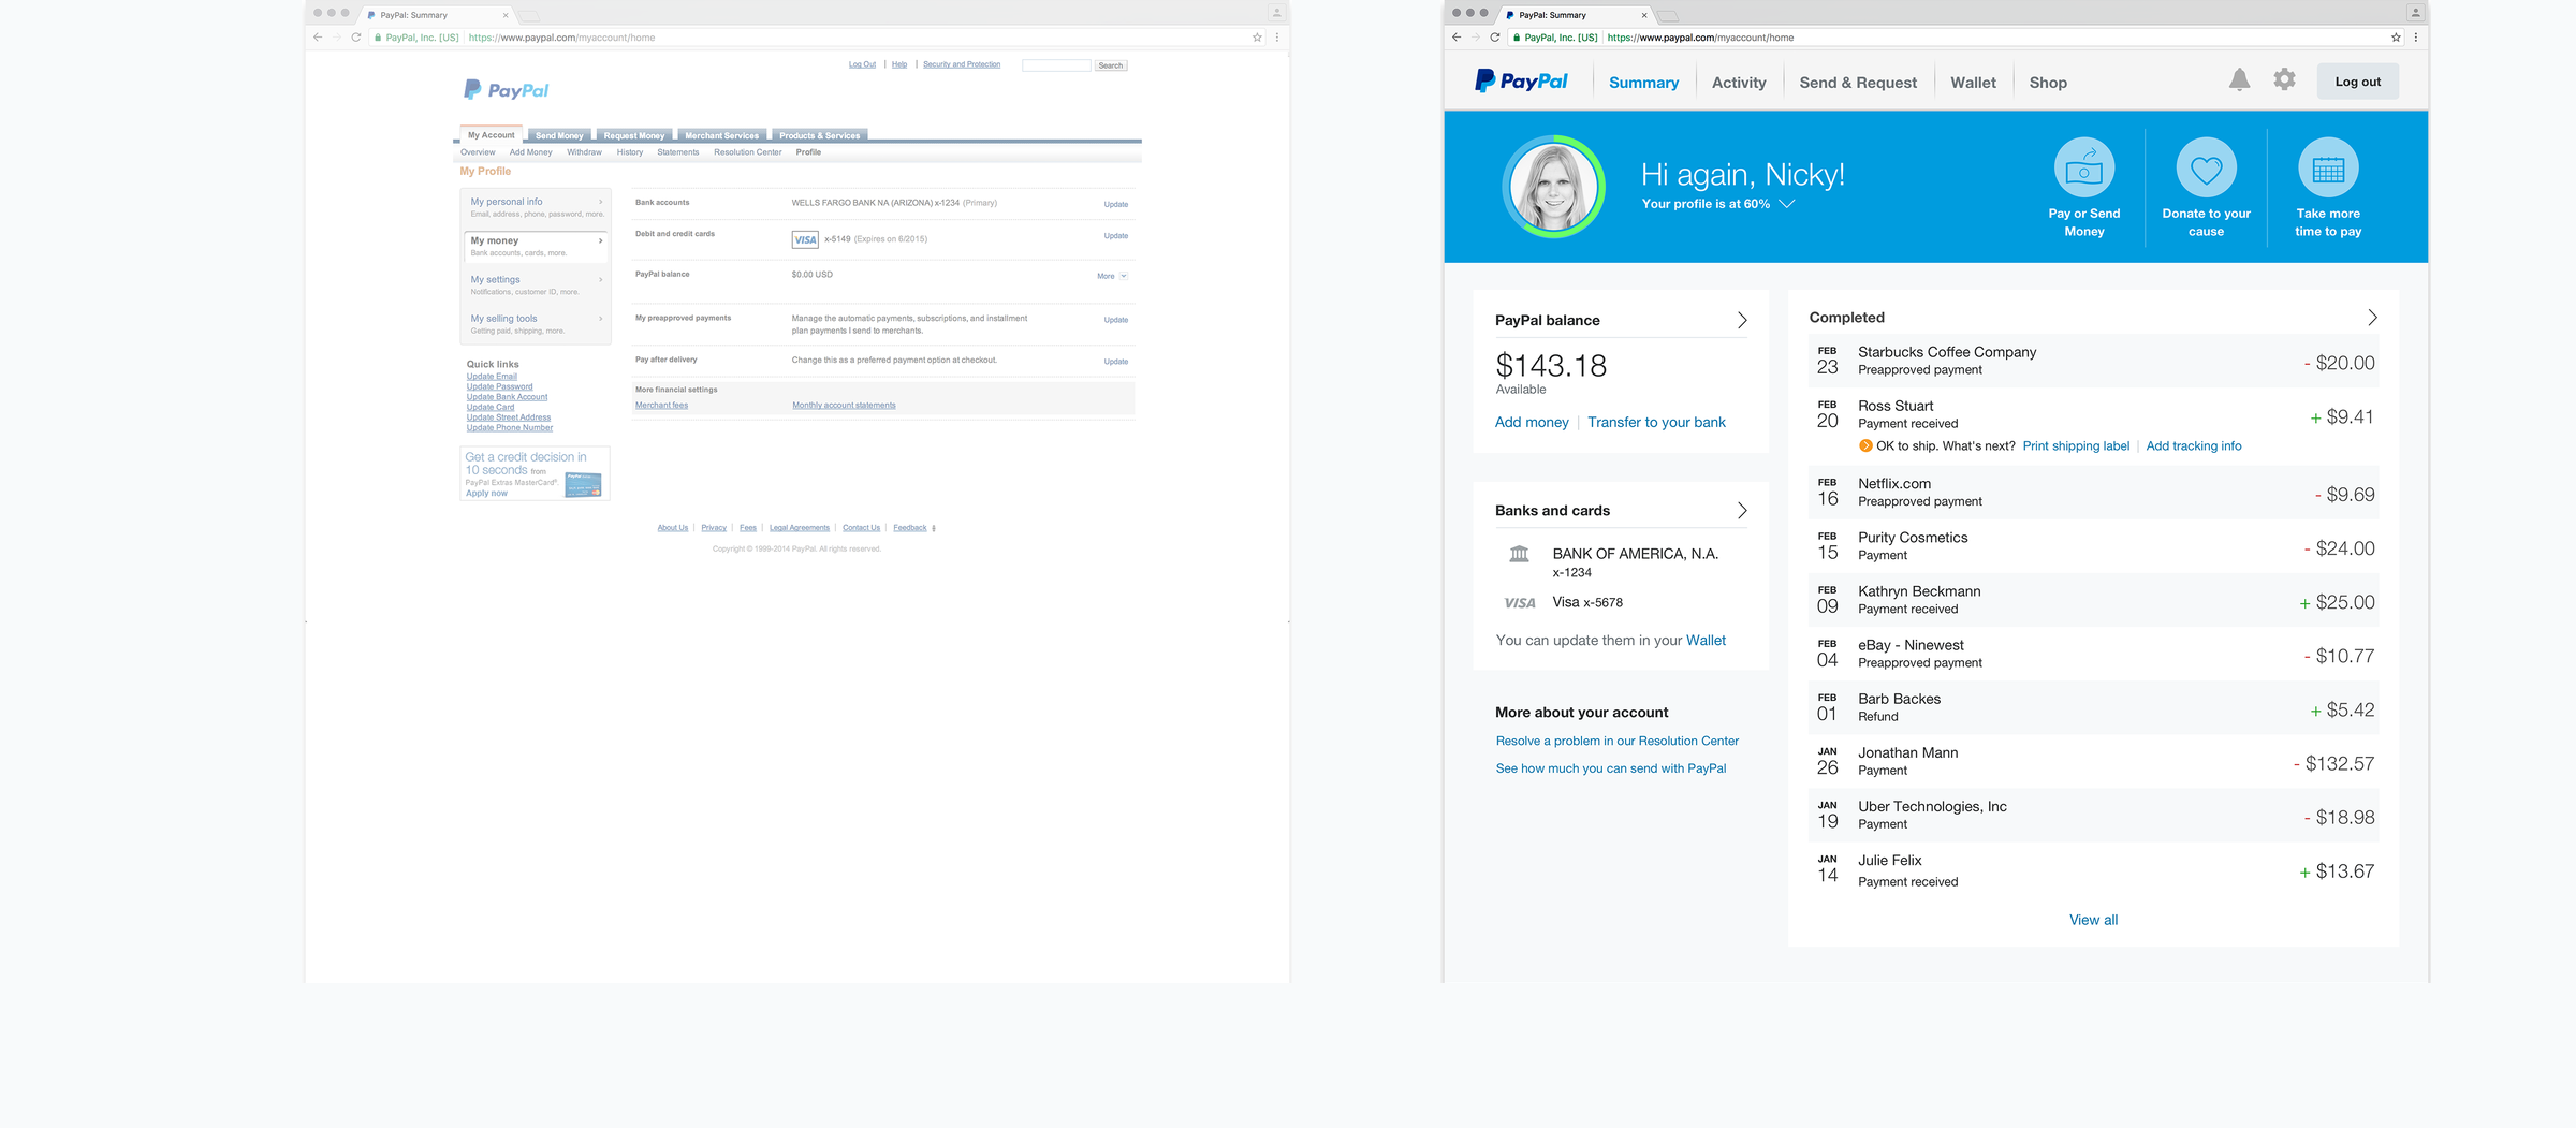 PayPal: Summary
PayPal, Inc. [US] https://www.paypal.com/myaccount/home
Log Out | Help | Security and Protection Search
PayPal
My Account Send Money Request Money Merchant Services Products & Services
Overview Add Money Withdraw History Statements Resolution Center Profile
My Profile
My personal info
Email, address, phone, password, more.
My money
Bank accounts, cards, more.
My settings
Notifications, customer ID, more.
My selling tools
Getting paid, shipping, more.
Quick links
Update Email
Update Password
Update Bank Account
Update Card
Update Street Address
Update Phone Number
Get a credit decision in
10 seconds from
PayPal Extras MasterCard®.
Apply now
Bank accounts WELLS FARGO BANK NA (ARIZONA) x-1234 (Primary) Update
Debit and credit cards VISA x-5149 (Expires on 6/2015) Update
PayPal balance $0.00 USD More
My preapproved payments Manage the automatic payments, subscriptions, and installment Update
plan payments I send to merchants.
Pay after delivery Change this as a preferred payment option at checkout. Update
More financial settings
Merchant fees Monthly account statements
About Us | Privacy | Fees | Legal Agreements | Contact Us | Feedback
Copyright © 1999-2014 PayPal. All rights reserved.
PayPal: Summary
PayPal, Inc. [US] https://www.paypal.com/myaccount/home
PayPal Summary Activity Send & Request Wallet Shop Log out
Hi again, Nicky!
Your profile is at 60%
Pay or Send
Money
Donate to your
cause
Take more
time to pay
PayPal balance
$143.18
Available
Add money | Transfer to your bank
Banks and cards
BANK OF AMERICA, N.A.
x-1234
VISA Visa x-5678
You can update them in your Wallet
More about your account
Resolve a problem in our Resolution Center
See how much you can send with PayPal
Completed
FEB 23 Starbucks Coffee Company - $20.00
Preapproved payment
FEB 20 Ross Stuart + $9.41
Payment received
OK to ship. What's next? Print shipping label | Add tracking info
FEB 16 Netflix.com - $9.69
Preapproved payment
FEB 15 Purity Cosmetics - $24.00
Payment
FEB 09 Kathryn Beckmann + $25.00
Payment received
FEB 04 eBay - Ninewest - $10.77
Preapproved payment
FEB 01 Barb Backes + $5.42
Refund
JAN 26 Jonathan Mann - $132.57
Payment
JAN 19 Uber Technologies, Inc - $18.98
Payment
JAN 14 Julie Felix + $13.67
Payment received
View all